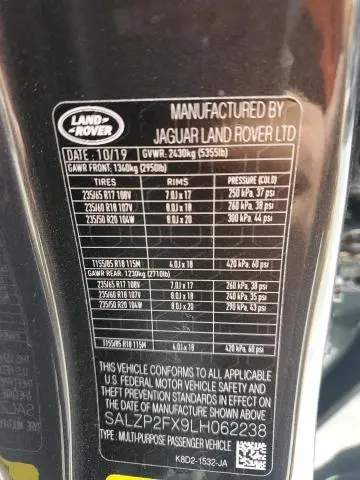 LAND-
ROVER
MANUFACTURED BY
JAGUAR LAND ROVER LTD
DATE: 10/19 GVWR: 2430kg (5355lb)
GAWR FRONT: 1340kg (2950lb)
TIRES RIMS PRESSURE (COLD)
235/65 R17 108V 7.0J x 17 250 kPa, 37 psi
235/60 R18 107V 8.0J x 18 260 kPa, 38 psi
235/50 R20 104W 8.0J x 20 300 kPa, 44 psi
T155/85 R18 115M 4.0J x 18 420 kPa, 60 psi
GAWR REAR: 1230kg (2710lb)
235/65 R17 108V 7.0J x 17 260 kPa, 38 psi
235/60 R18 107V 8.0J x 18 240 kPa, 35 psi
235/50 R20 104W 8.0J x 20 290 kPa, 43 psi
T155/85 R18 115M 4.0J x 18 420 kPa, 60 psi
THIS VEHICLE CONFORMS TO ALL APPLICABLE
U.S. FEDERAL MOTOR VEHICLE SAFETY AND
THEFT PREVENTION STANDARDS IN EFFECT ON
THE DATE OF MANUFACTURE SHOWN ABOVE.
SALZP2FX9LH062238
TYPE: MULTI-PURPOSE PASSENGER VEHICLE
K8D2-1532-JA